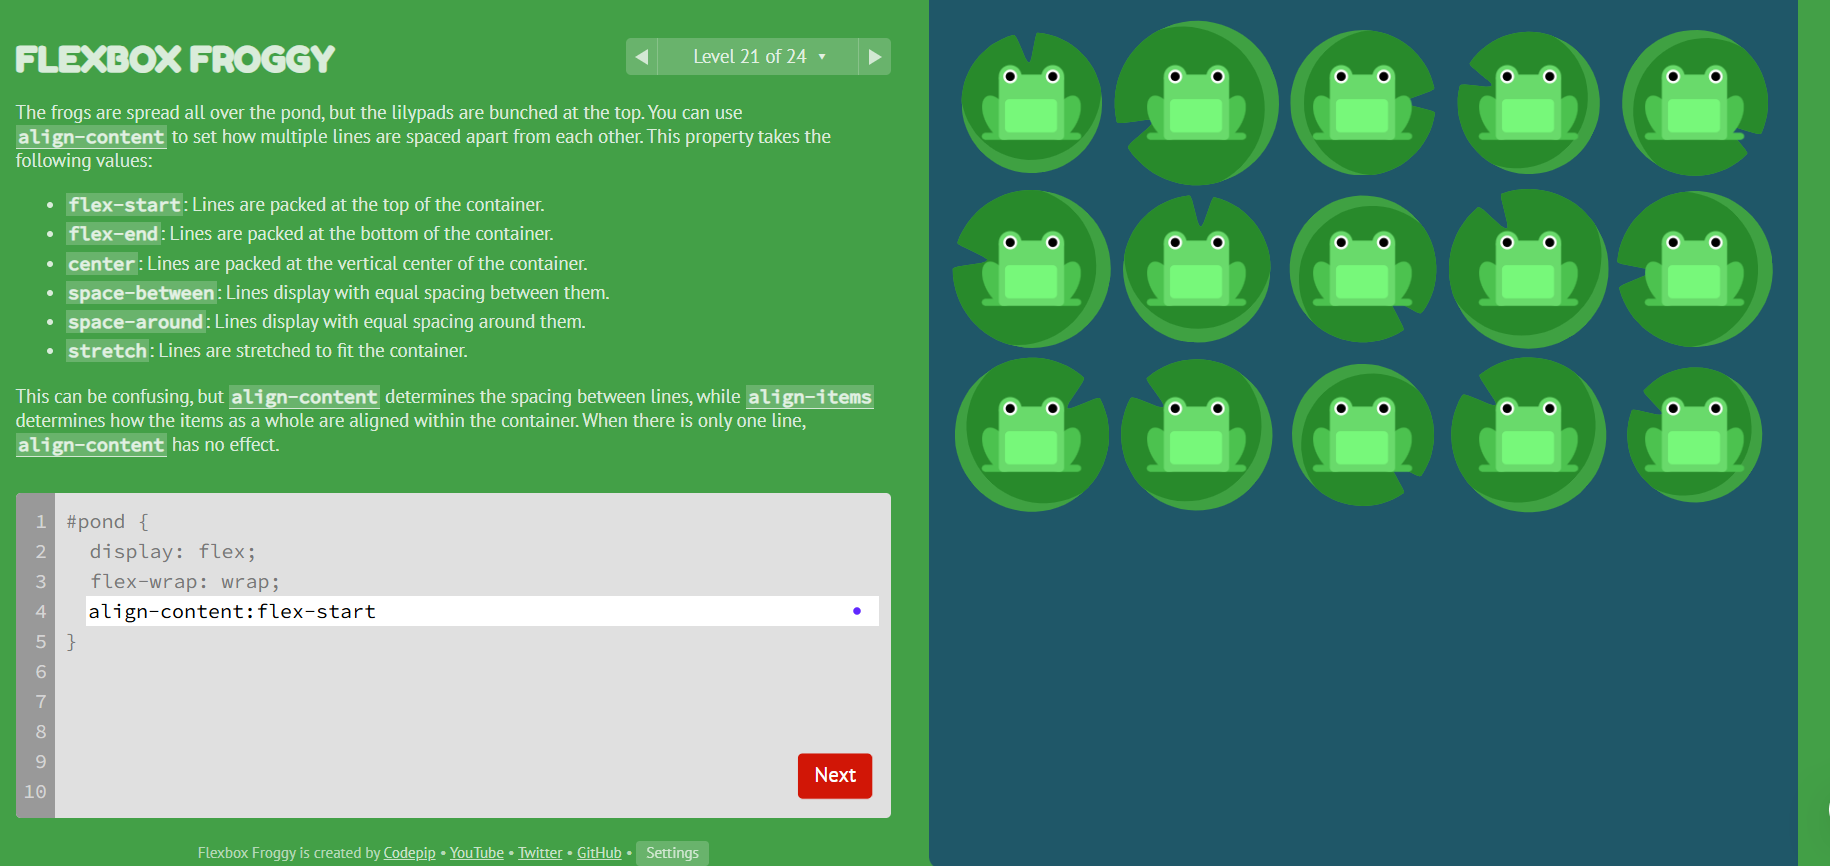 FLEXBOX FROGGY
◀ Level 21 of 24 ▾ ▶
The frogs are spread all over the pond, but the lilypads are bunched at the top. You can use
align-content to set how multiple lines are spaced apart from each other. This property takes the
following values:
• flex-start: Lines are packed at the top of the container.
• flex-end: Lines are packed at the bottom of the container.
• center: Lines are packed at the vertical center of the container.
• space-between: Lines display with equal spacing between them.
• space-around: Lines display with equal spacing around them.
• stretch: Lines are stretched to fit the container.
This can be confusing, but align-content determines the spacing between lines, while align-items
determines how the items as a whole are aligned within the container. When there is only one line,
align-content has no effect.
1 #pond {
2 display: flex;
3 flex-wrap: wrap;
4 align-content:flex-start
5 }
6
7
8
9
10
Next
Flexbox Froggy is created by Codepip • YouTube • Twitter • GitHub • Settings